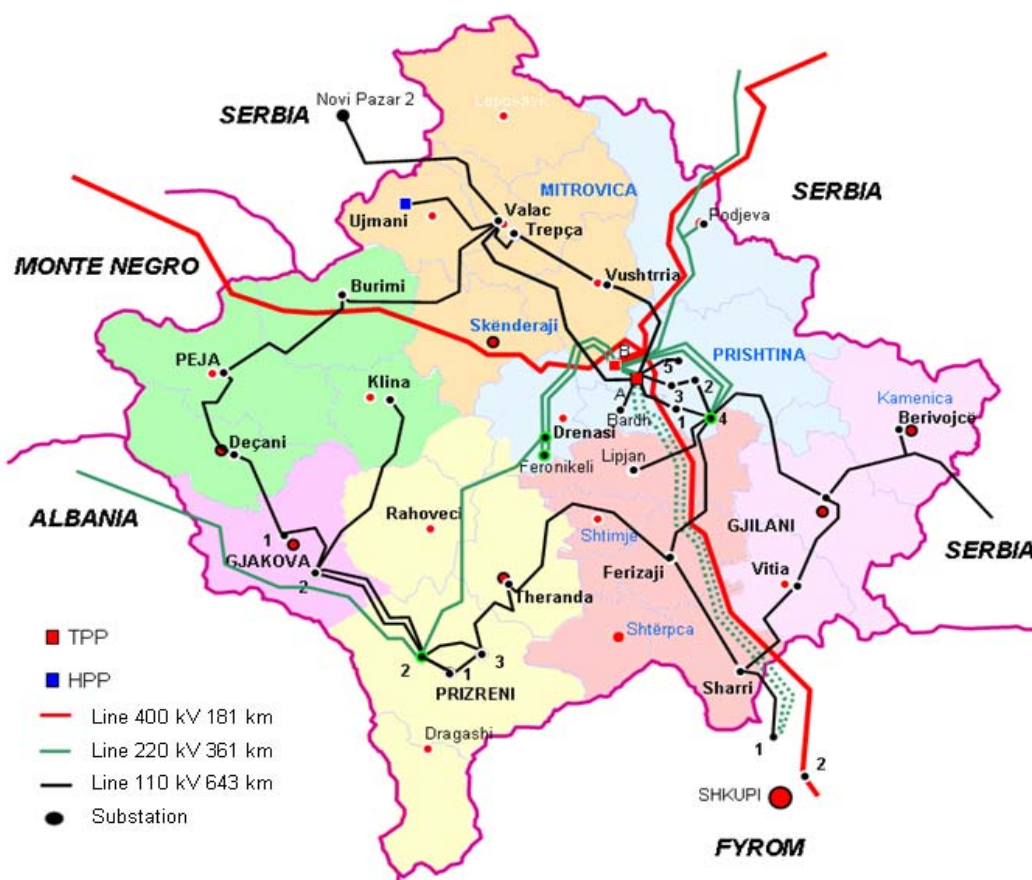 Novi Pazar 2
SERBIA
MITROVICA
SERBIA
Valac
Ujmani
Trepça
Podjeva
MONTE NEGRO
Burimi
Vushtrria
Skënderaji
B
PRISHTINA
PEJA
Klina
5
2
A
3
Kamenica
Bardh
1
4
Berivojcë
Deçani
Drenasi
Feronikeli
Lipjan
ALBANIA
Rahoveci
1
GJAKOVA
Shtimje
GJILANI
SERBIA
2
Ferizaji
Vitia
Theranda
TPP
Shtërpca
2
1
3
HPP
PRIZRENI
Sharri
Line 400 kV 181 km
Dragashi
1
Line 220 kV 361 km
2
Line 110 kV 643 km
SHKUPI
Substation
FYROM